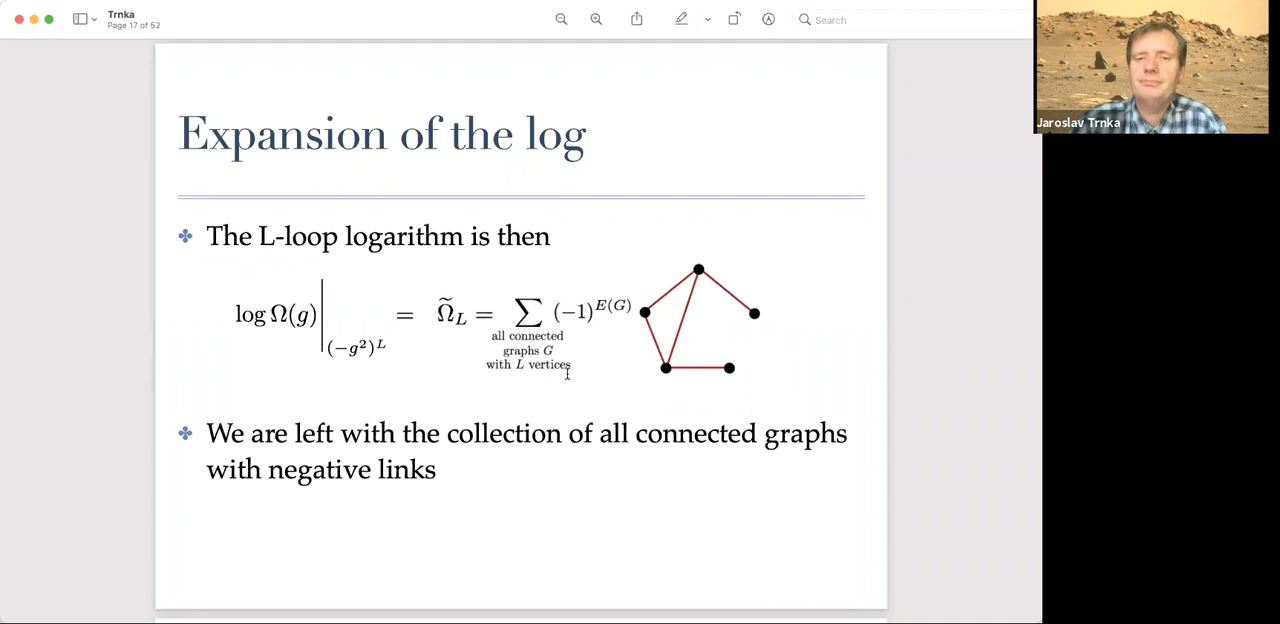 Trnka
Page 17 of 52
Search
Jaroslav Trnka
Expansion of the log
The L-loop logarithm is then
log Ω(g)|_{(-g²)^L} = Ω̃_L = ∑ (-1)^{E(G)}
all connected
graphs G
with L vertices
We are left with the collection of all connected graphs
with negative links